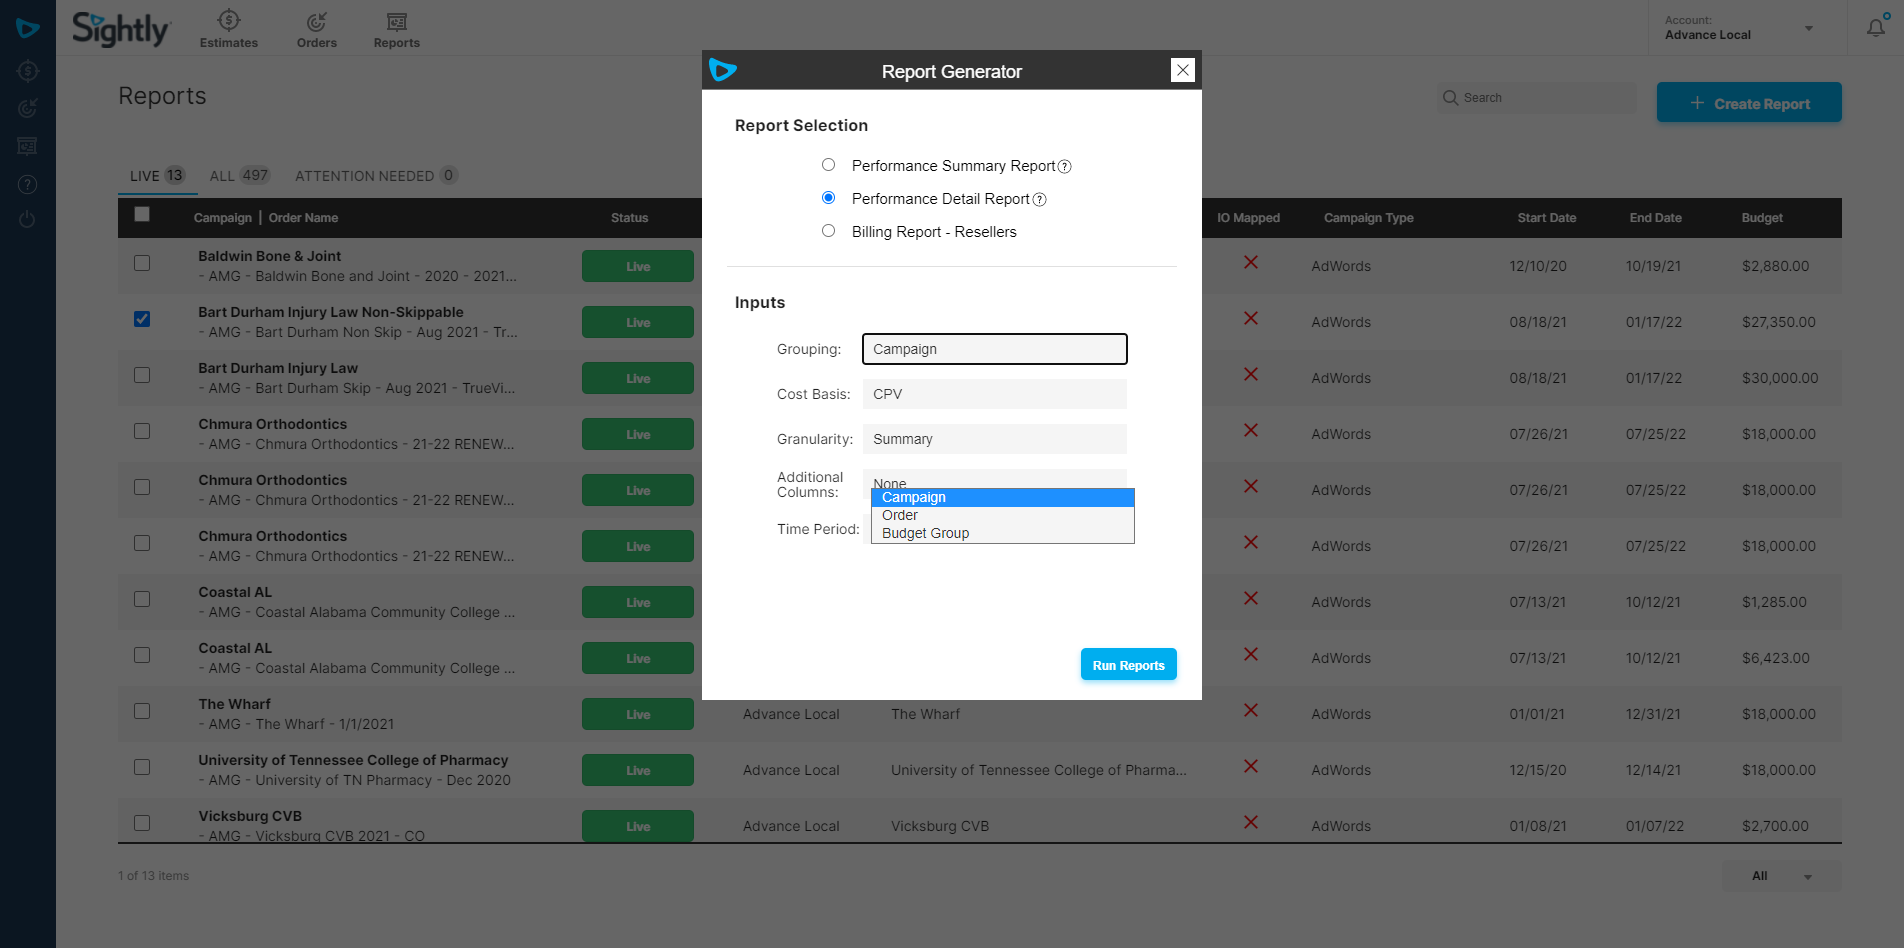 Sightly
Estimates
Orders
Reports
Account:
Advance Local
Reports
Search
+ Create Report
LIVE 13
ALL 497
ATTENTION NEEDED 0
Campaign | Order Name
Status
IO Mapped
Campaign Type
Start Date
End Date
Budget
Baldwin Bone & Joint
- AMG - Baldwin Bone and Joint - 2020 - 2021...
Live
AdWords
12/10/20
10/19/21
$2,880.00
Bart Durham Injury Law Non-Skippable
- AMG - Bart Durham Non Skip - Aug 2021 - Tr...
Live
AdWords
08/18/21
01/17/22
$27,350.00
Bart Durham Injury Law
- AMG - Bart Durham Skip - Aug 2021 - TrueVi...
Live
AdWords
08/18/21
01/17/22
$30,000.00
Chmura Orthodontics
- AMG - Chmura Orthodontics - 21-22 RENEW...
Live
AdWords
07/26/21
07/25/22
$18,000.00
Chmura Orthodontics
- AMG - Chmura Orthodontics - 21-22 RENEW...
Live
AdWords
07/26/21
07/25/22
$18,000.00
Chmura Orthodontics
- AMG - Chmura Orthodontics - 21-22 RENEW...
Live
AdWords
07/26/21
07/25/22
$18,000.00
Coastal AL
- AMG - Coastal Alabama Community College ...
Live
AdWords
07/13/21
10/12/21
$1,285.00
Coastal AL
- AMG - Coastal Alabama Community College ...
Live
AdWords
07/13/21
10/12/21
$6,423.00
The Wharf
- AMG - The Wharf - 1/1/2021
Live
Advance Local
The Wharf
AdWords
01/01/21
12/31/21
$18,000.00
University of Tennessee College of Pharmacy
- AMG - University of TN Pharmacy - Dec 2020
Live
Advance Local
University of Tennessee College of Pharma...
AdWords
12/15/20
12/14/21
$18,000.00
Vicksburg CVB
- AMG - Vicksburg CVB 2021 - CO
Live
Advance Local
Vicksburg CVB
AdWords
01/08/21
01/07/22
$2,700.00
1 of 13 items
All
Report Generator
Report Selection
Performance Summary Report ?
Performance Detail Report ?
Billing Report - Resellers
Inputs
Grouping:
Campaign
Cost Basis:
CPV
Granularity:
Summary
Additional
Columns:
None
Time Period:
Campaign
Order
Budget Group
Run Reports